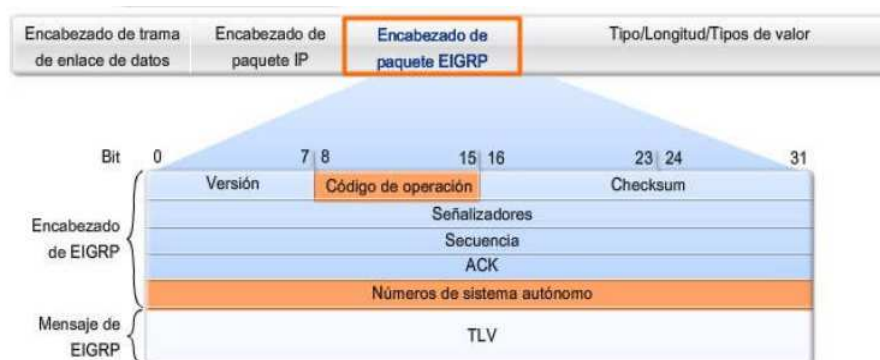 Encabezado de trama
de enlace de datos
Encabezado de
paquete IP
Encabezado de
paquete EIGRP
Tipo/Longitud/Tipos de valor
Bit 0 7 8 15 16 23 24 31
Encabezado
de EIGRP
Versión Código de operación Checksum
Señalizadores
Secuencia
ACK
Números de sistema autónomo
Mensaje de
EIGRP
TLV